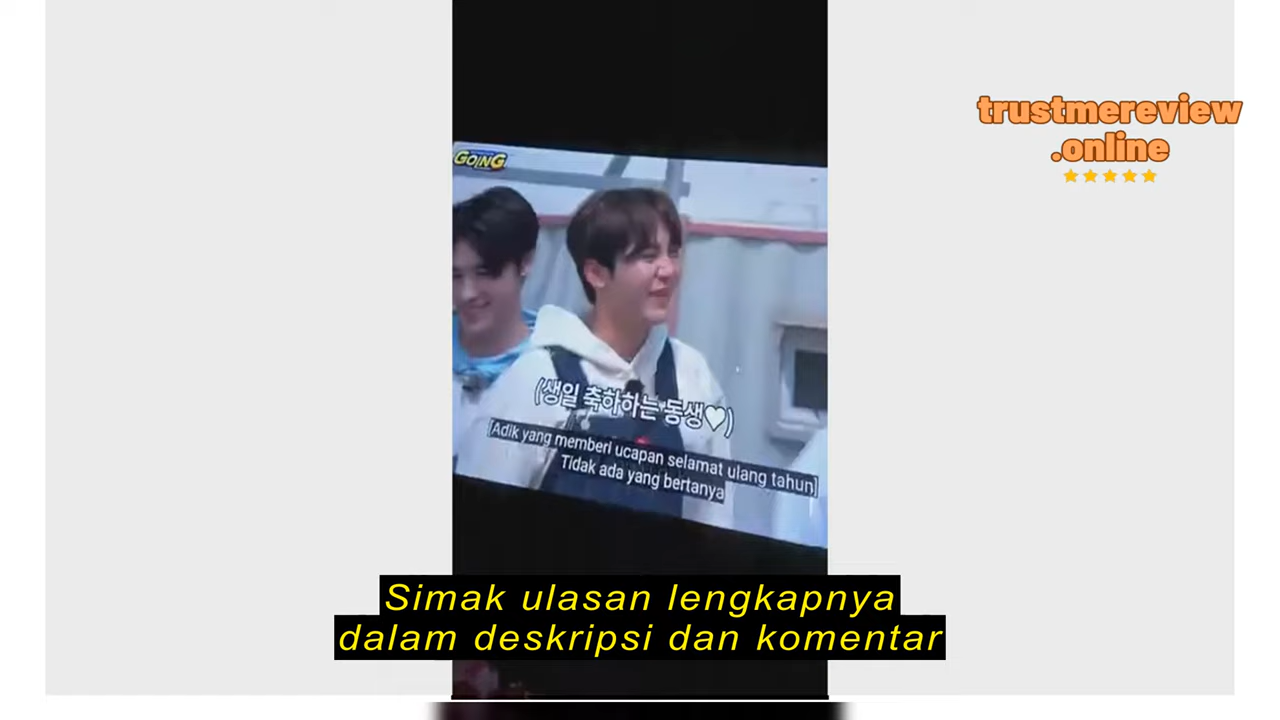 trustmereview
.online
GOING
(생일 축하하는 동생♡)
[Adik yang memberi ucapan selamat ulang tahun]
Tidak ada yang bertanya
Simak ulasan lengkapnya
dalam deskripsi dan komentar